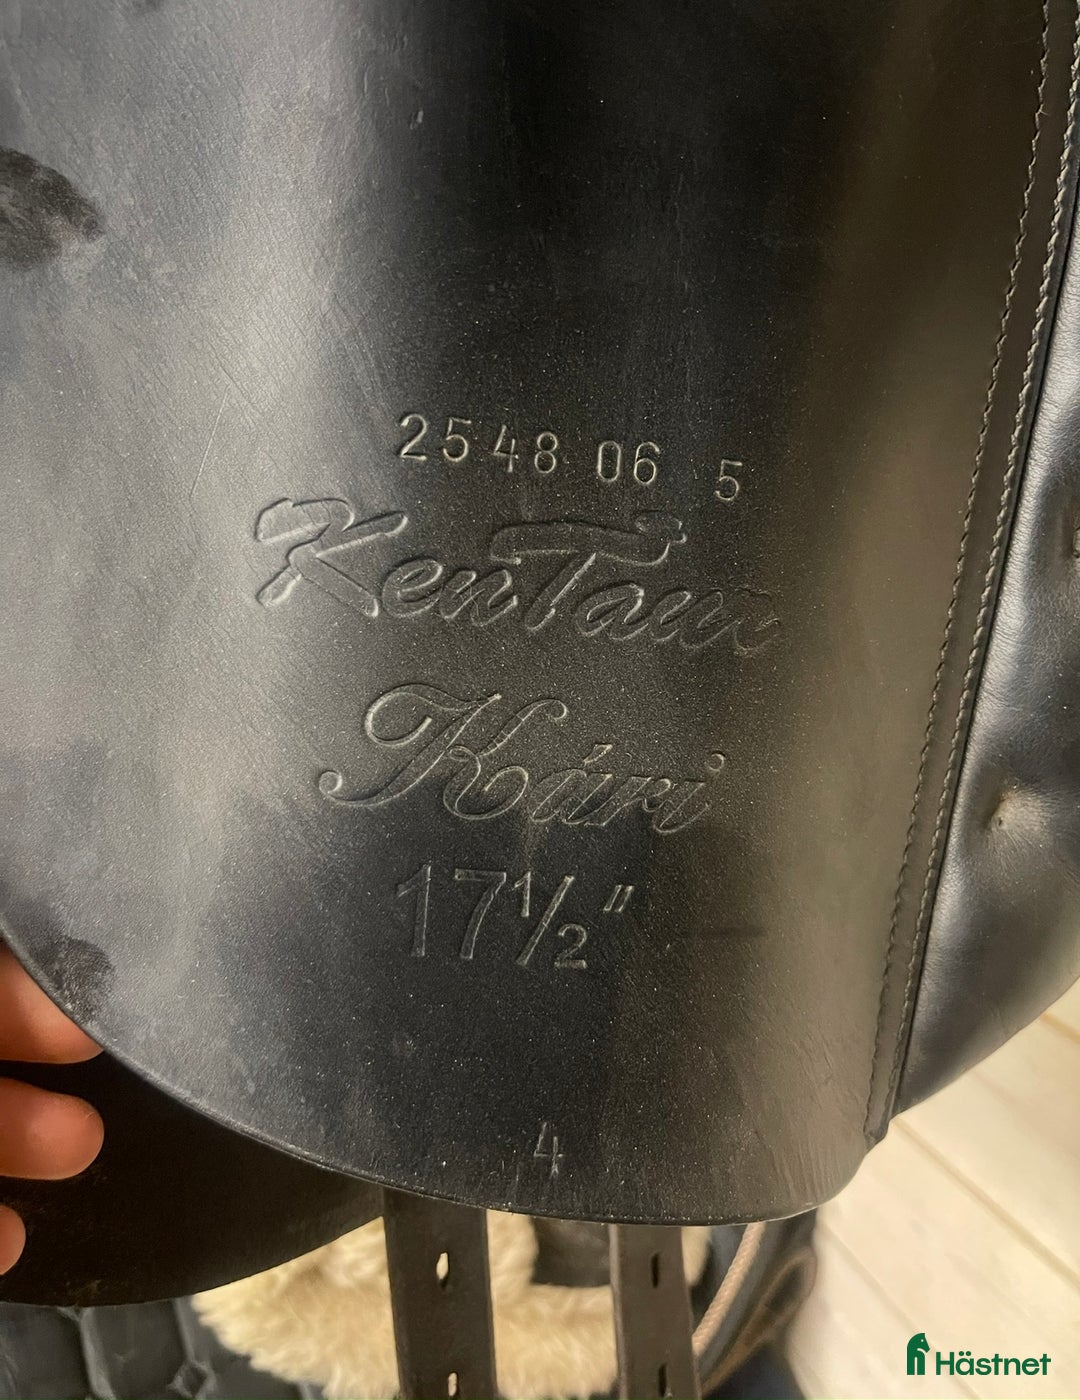 2548 06 5
KenTaur
Kári
17½"
4
Hästnet